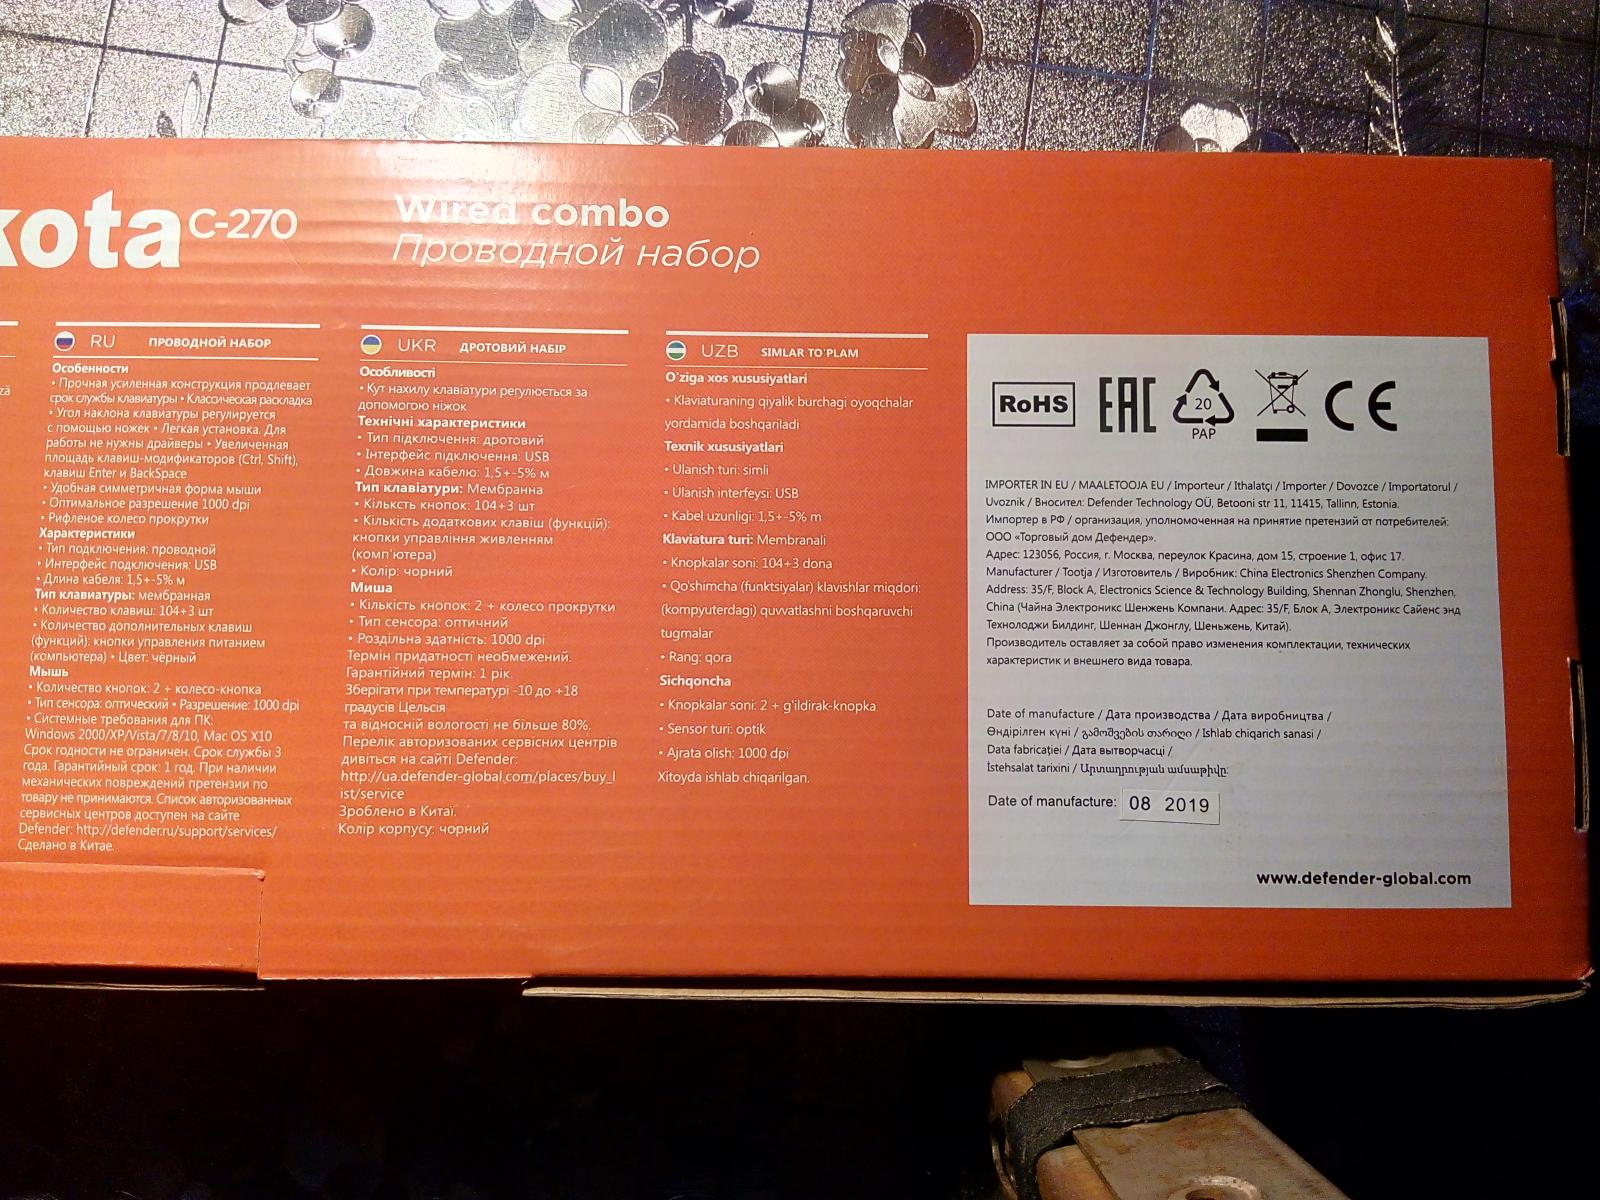 kota C-270
Wired combo
Проводной набор
ză
RU ПРОВОДНОЙ НАБОР
Особенности
• Прочная усиленная конструкция продлевает
срок службы клавиатуры • Классическая раскладка
• Угол наклона клавиатуры регулируется
с помощью ножек • Легкая установка. Для
работы не нужны драйверы • Увеличенная
площадь клавиш-модификаторов (Ctrl, Shift),
клавиш Enter и BackSpace
• Удобная симметричная форма мыши
• Оптимальное разрешение 1000 dpi
• Рифленое колесо прокрутки
Характеристики
• Тип подключения: проводной
• Интерфейс подключения: USB
• Длина кабеля: 1,5+-5% м
Тип клавиатуры: мембранная
• Количество клавиш: 104+3 шт
• Количество дополнительных клавиш
(функций): кнопки управления питанием
(компьютера) • Цвет: чёрный
Мышь
• Количество кнопок: 2 + колесо-кнопка
• Тип сенсора: оптический • Разрешение: 1000 dpi
• Системные требования для ПК:
Windows 2000/XP/Vista/7/8/10, Mac OS X10
Срок годности не ограничен. Срок службы 3
года. Гарантийный срок: 1 год. При наличии
механических повреждений претензии по
товару не принимаются. Список авторизованных
сервисных центров доступен на сайте
Defender: http://defender.ru/support/services/
Сделано в Китае.
UKR ДРОТОВИЙ НАБІР
Особливості
• Кут нахилу клавіатури регулюється за
допомогою ніжок
Технічні характеристики
• Тип підключення: дротовий
• Інтерфейс підключення: USB
• Довжина кабелю: 1,5+-5% м
Тип клавіатури: Мембранна
• Кількість кнопок: 104+3 шт
• Кількість додаткових клавіш (функцій):
кнопки управління живленням
(комп'ютера)
• Колір: чорний
Миша
• Кількість кнопок: 2 + колесо прокрутки
• Тип сенсора: оптичний
• Роздільна здатність: 1000 dpi
Термін придатності необмежений.
Гарантійний термін: 1 рік.
Зберігати при температурі -10 до +18
градусів Цельсія
та відносній вологості не більше 80%.
Перелік авторизованих сервісних центрів
дивіться на сайті Defender:
http://ua.defender-global.com/places/buy_l
ist/service
Зроблено в Китаї.
Колір корпусу: чорний
UZB SIMLAR TO'PLAM
O'ziga xos xususiyatlari
• Klaviaturaning qiyalik burchagi oyoqchalar
yordamida boshqariladi
Texnik xususiyatlari
• Ulanish turi: simli
• Ulanish interfeysi: USB
• Kabel uzunligi: 1,5+-5% m
Klaviatura turi: Membranali
• Knopkalar soni: 104+3 dona
• Qo'shimcha (funktsiyalar) klavishlar miqdori:
(kompyuterdagi) quvvatlashni boshqaruvchi
tugmalar
• Rang: qora
Sichqoncha
• Knopkalar soni: 2 + g'ildirak-knopka
• Sensor turi: optik
• Ajrata olish: 1000 dpi
Xitoyda ishlab chiqarilgan.
RoHS EAC 20 PAP CE
IMPORTER IN EU / MAALETOOJA EU / Importeur / Ithalatçı / Importer / Dovozce / Importatorul /
Uvoznik / Вносител: Defender Technology OÜ, Betooni str 11, 11415, Tallinn, Estonia.
Импортер в РФ / организация, уполномоченная на принятие претензий от потребителей:
ООО «Торговый дом Дефендер».
Адрес: 123056, Россия, г. Москва, переулок Красина, дом 15, строение 1, офис 17.
Manufacturer / Tootja / Изготовитель / Виробник: China Electronics Shenzhen Company.
Address: 35/F, Block A, Electronics Science & Technology Building, Shennan Zhonglu, Shenzhen,
China (Чайна Электроникс Шенжень Компани. Адрес: 35/F, Блок А, Электроникс Сайенс энд
Технолоджи Билдинг, Шеннан Джонглу, Шеньжень, Китай).
Производитель оставляет за собой право изменения комплектации, технических
характеристик и внешнего вида товара.
Date of manufacture / Дата производства / Дата виробництва /
Өндірілген күні / გამოშვების თარიღი / Ishlab chiqarich sanasi /
Data fabricației / Дата вытворчасці /
İstehsalat tarixini / Արտադրության ամսաթիվը:
Date of manufacture: 08 2019
www.defender-global.com